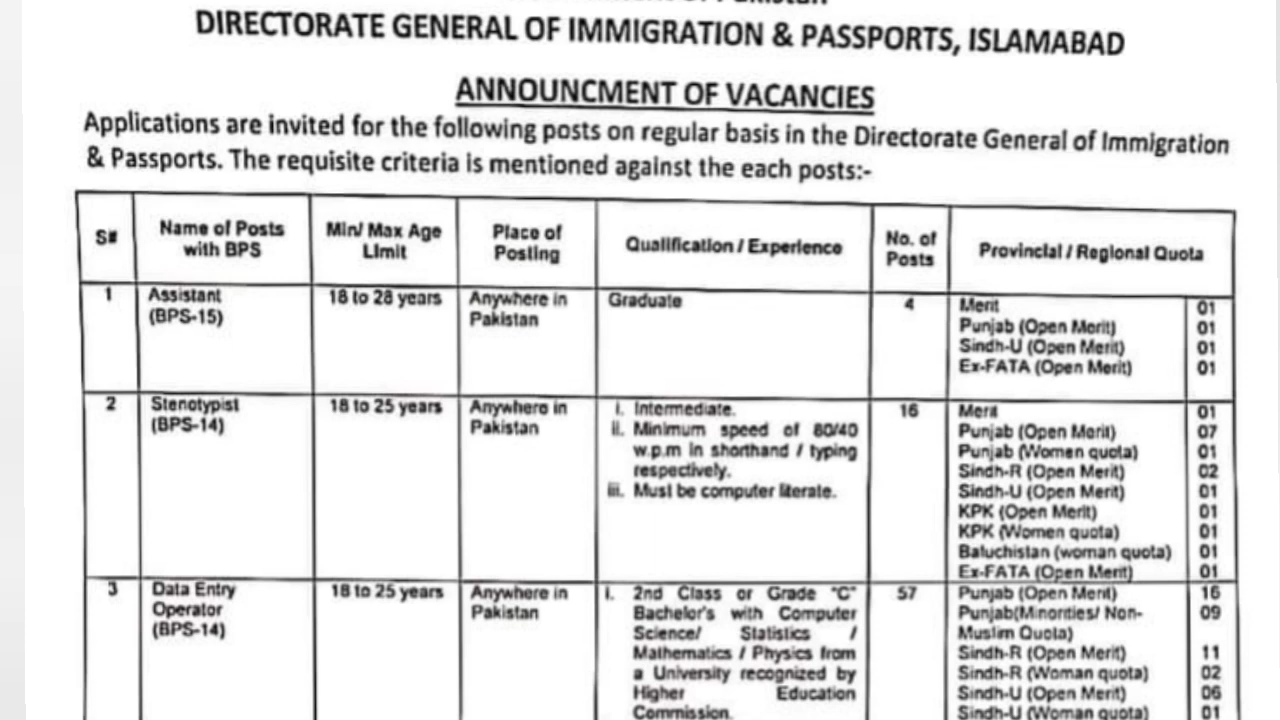 DIRECTORATE GENERAL OF IMMIGRATION & PASSPORTS, ISLAMABAD
ANNOUNCMENT OF VACANCIES
Applications are invited for the following posts on regular basis in the Directorate General of Immigration
& Passports. The requisite criteria is mentioned against the each posts:-
S# Name of Posts with BPS Min/ Max Age Limit Place of Posting Qualification / Experience No. of Posts Provincial / Regional Quota
1 Assistant 18 to 28 years Anywhere in Graduate 4 Merit 01
(BPS-15) Pakistan Punjab (Open Merit) 01
Sindh-U (Open Merit) 01
Ex-FATA (Open Merit) 01
2 Stenotypist 18 to 25 years Anywhere in i. Intermediate. 16 Merit 01
(BPS-14) Pakistan ii. Minimum speed of 80/40 Punjab (Open Merit) 07
w.p.m in shorthand / typing Punjab (Women quota) 01
respectively. Sindh-R (Open Merit) 02
iii. Must be computer literate. Sindh-U (Open Merit) 01
KPK (Open Merit) 01
KPK (Women quota) 01
Baluchistan (woman quota) 01
Ex-FATA (Open Merit) 01
3 Data Entry 18 to 25 years Anywhere in i. 2nd Class or Grade "C" 57 Punjab (Open Merit) 16
Operator Pakistan Bachelor's with Computer Punjab(Minorities/ Non- 09
(BPS-14) Science/ Statistics / Muslim Quota)
Mathematics / Physics from Sindh-R (Open Merit) 11
a University recognized by Sindh-R (Woman quota) 02
Higher Education Sindh-U (Open Merit) 06
Commission. Sindh-U (Woman quota) 01